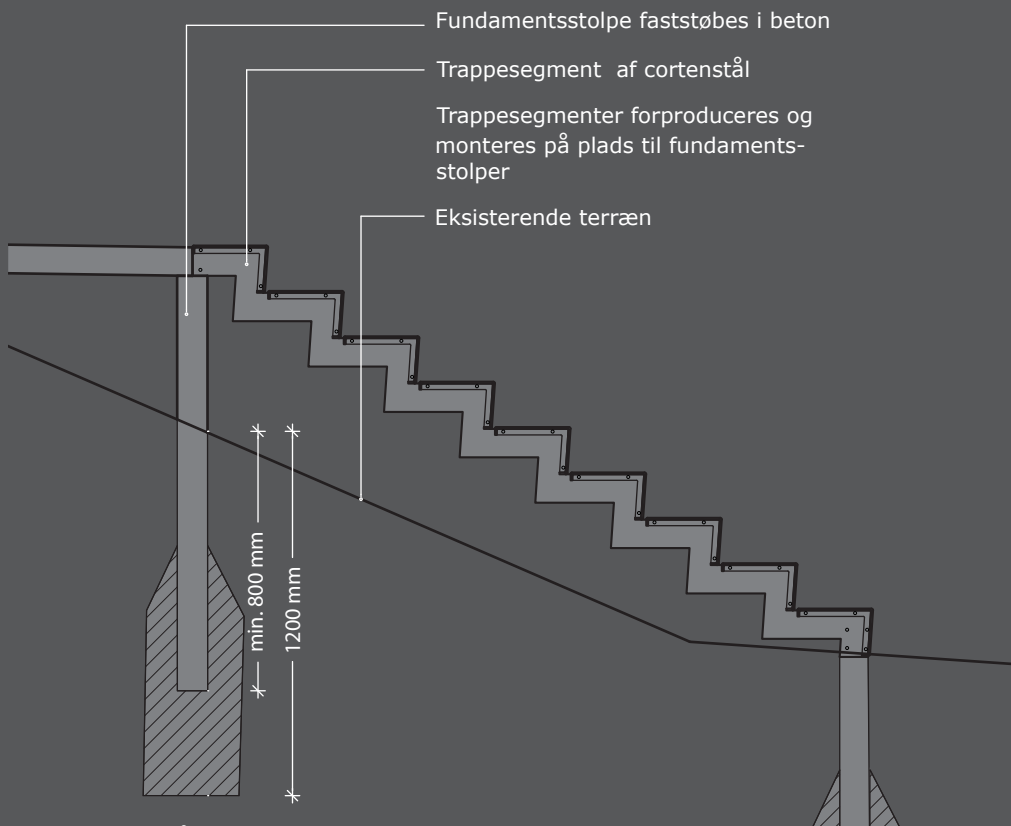 Fundamentsstolpe faststøbes i beton
Trappesegment af cortenstål
Trappesegmenter forproduceres og
monteres på plads til fundaments-
stolper
Eksisterende terræn
min. 800 mm
1200 mm